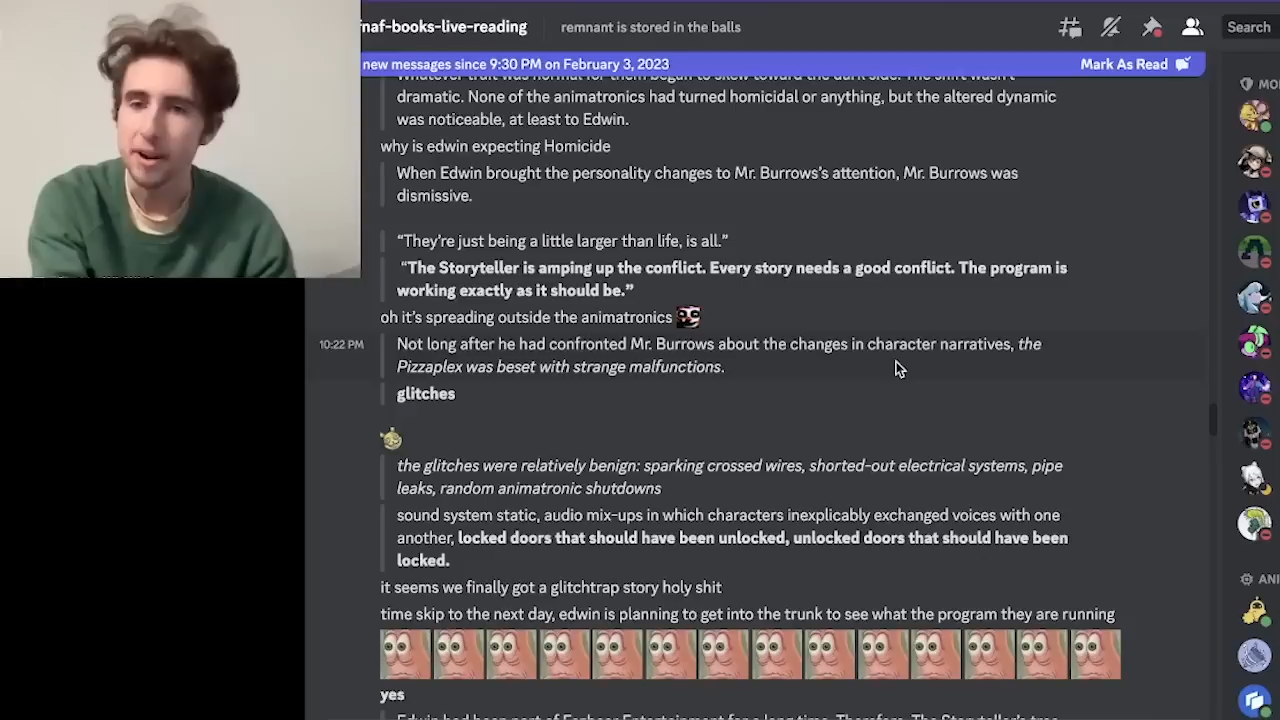 fnaf-books-live-reading
remnant is stored in the balls
Search
new messages since 9:30 PM on February 3, 2023
Mark As Read
MO
dramatic. None of the animatronics had turned homicidal or anything, but the altered dynamic
was noticeable, at least to Edwin.
why is edwin expecting Homicide
When Edwin brought the personality changes to Mr. Burrows's attention, Mr. Burrows was
dismissive.
“They're just being a little larger than life, is all.”
“The Storyteller is amping up the conflict. Every story needs a good conflict. The program is
working exactly as it should be.”
oh it's spreading outside the animatronics
10:22 PM
Not long after he had confronted Mr. Burrows about the changes in character narratives, the
Pizzaplex was beset with strange malfunctions.
glitches
the glitches were relatively benign: sparking crossed wires, shorted-out electrical systems, pipe
leaks, random animatronic shutdowns
sound system static, audio mix-ups in which characters inexplicably exchanged voices with one
another, locked doors that should have been unlocked, unlocked doors that should have been
locked.
it seems we finally got a glitchtrap story holy shit
time skip to the next day, edwin is planning to get into the trunk to see what the program they are running
ANI
yes